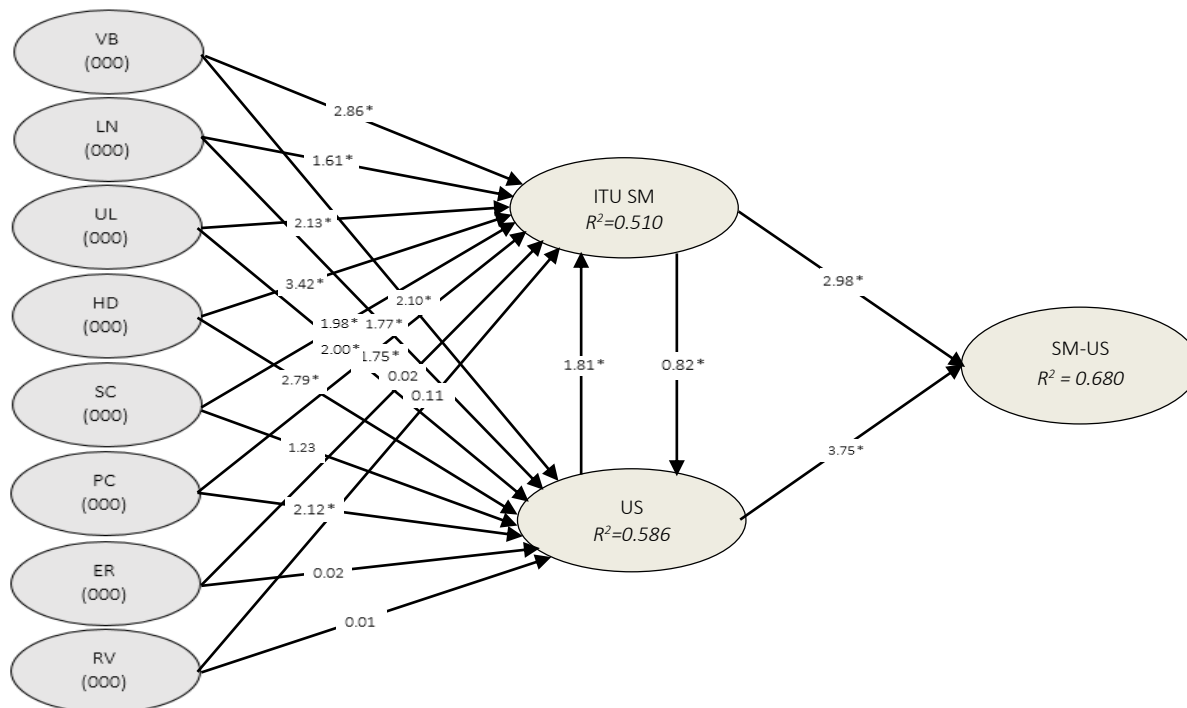 VB
(000)
LN
(000)
UL
(000)
HD
(000)
SC
(000)
PC
(000)
ER
(000)
RV
(000)
2.86*
1.61*
2.13*
3.42*
2.10*
1.98*
1.77*
2.00*
1.75*
2.79*
0.02
0.11
1.23
2.12*
0.02
0.01
ITU SM
R²=0.510
1.81*
0.82*
US
R²=0.586
2.98*
3.75*
SM-US
R² = 0.680